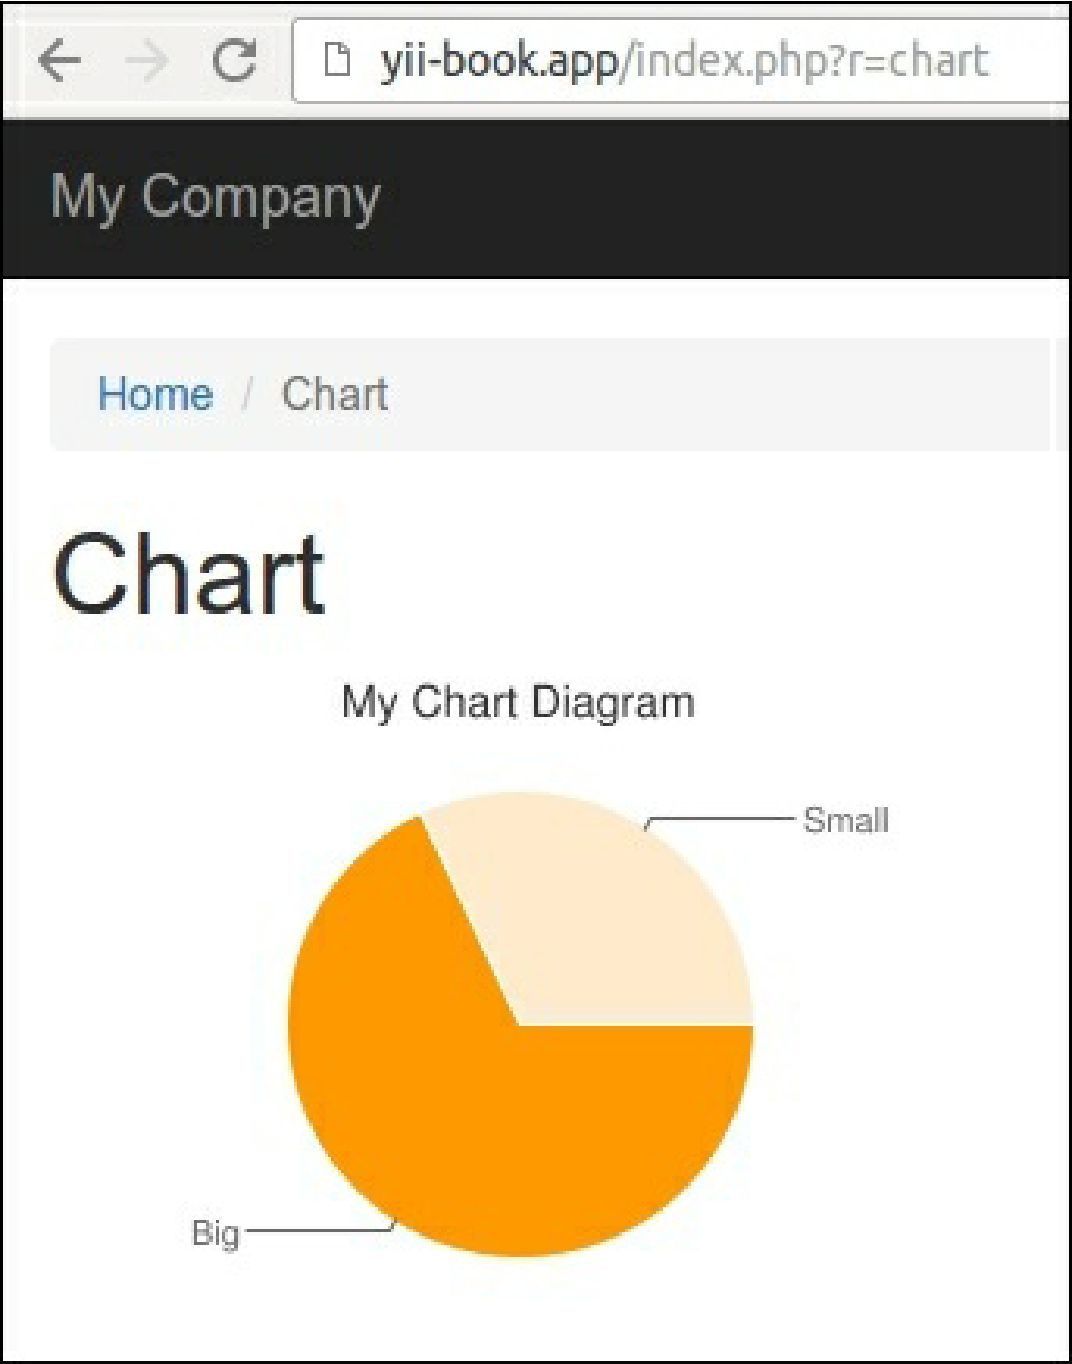 yii-book.app/index.php?r=chart
My Company
Home / Chart
Chart
My Chart Diagram
Small
Big